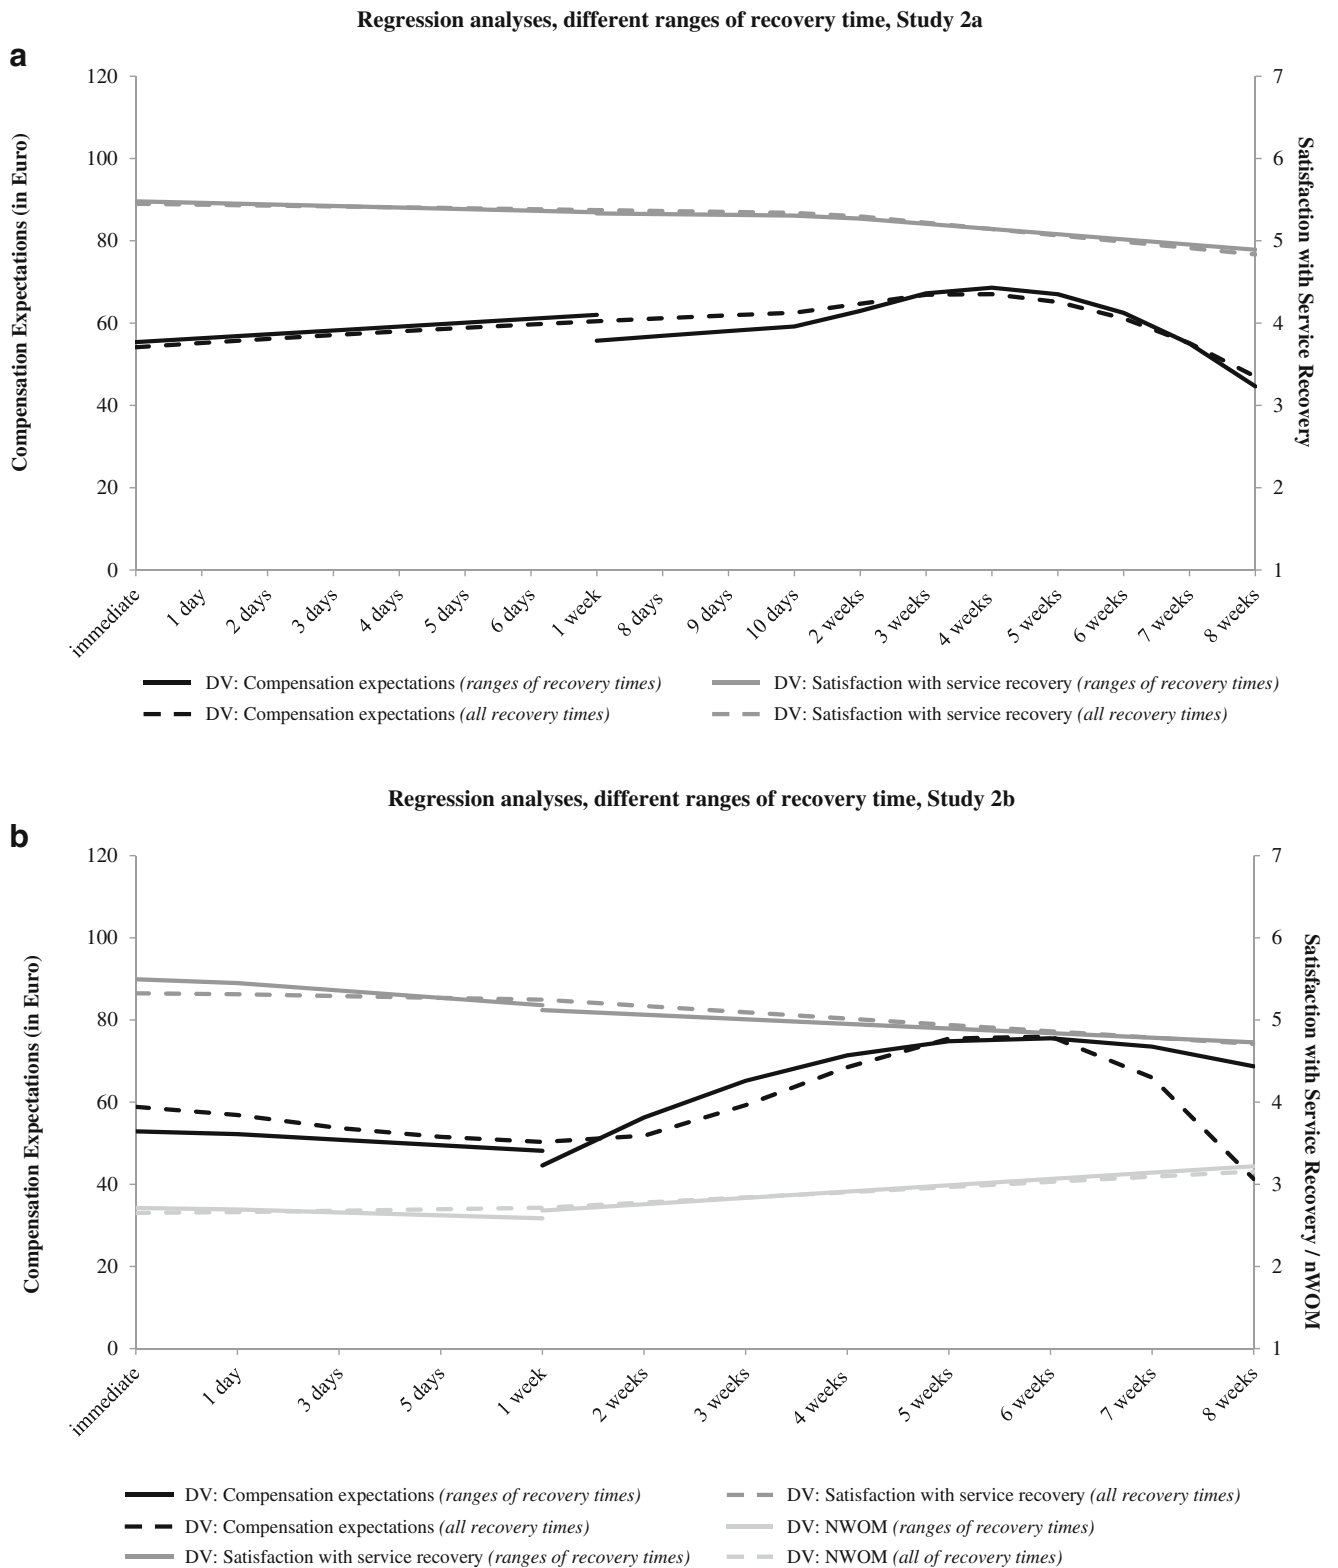 Regression analyses, different ranges of recovery time, Study 2a
a
120
100
80
60
40
20
0
Compensation Expectations (in Euro)
7
6
5
4
3
2
1
Satisfaction with Service Recovery
immediate
1 day
2 days
3 days
4 days
5 days
6 days
1 week
8 days
9 days
10 days
2 weeks
3 weeks
4 weeks
5 weeks
6 weeks
7 weeks
8 weeks
DV: Compensation expectations (ranges of recovery times)
DV: Satisfaction with service recovery (ranges of recovery times)
DV: Compensation expectations (all recovery times)
DV: Satisfaction with service recovery (all recovery times)
Regression analyses, different ranges of recovery time, Study 2b
b
120
100
80
60
40
20
0
Compensation Expectations (in Euro)
7
6
5
4
3
2
1
Satisfaction with Service Recovery / nWOM
immediate
1 day
3 days
5 days
1 week
2 weeks
3 weeks
4 weeks
5 weeks
6 weeks
7 weeks
8 weeks
DV: Compensation expectations (ranges of recovery times)
DV: Satisfaction with service recovery (all recovery times)
DV: Compensation expectations (all recovery times)
DV: NWOM (ranges of recovery times)
DV: Satisfaction with service recovery (ranges of recovery times)
DV: NWOM (all of recovery times)